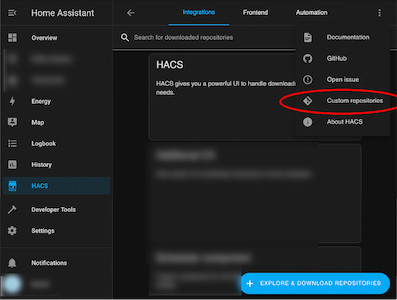 Home Assistant
Integrations
Frontend
Automation
Overview
Search for downloaded repositories
Documentation
GitHub
Open issue
Custom repositories
About HACS
HACS
HACS gives you a powerful UI to handle download
needs.
Energy
Map
Logbook
History
HACS
Developer Tools
Settings
Notifications
EXPLORE & DOWNLOAD REPOSITORIES